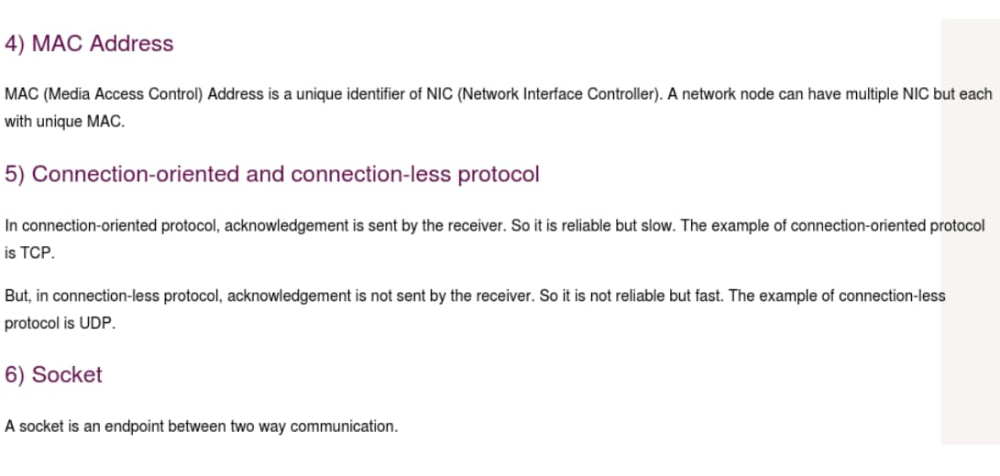 4) MAC Address
MAC (Media Access Control) Address is a unique identifier of NIC (Network Interface Controller). A network node can have multiple NIC but each
with unique MAC.
5) Connection-oriented and connection-less protocol
In connection-oriented protocol, acknowledgement is sent by the receiver. So it is reliable but slow. The example of connection-oriented protocol
is TCP.
But, in connection-less protocol, acknowledgement is not sent by the receiver. So it is not reliable but fast. The example of connection-less
protocol is UDP.
6) Socket
A socket is an endpoint between two way communication.